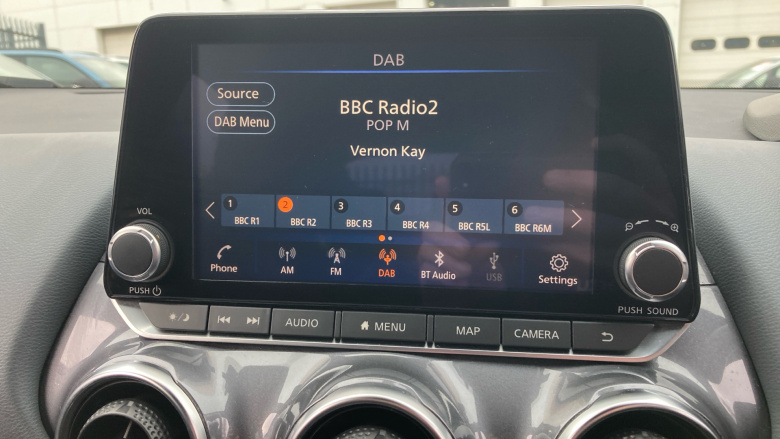 DAB
Source
BBC Radio2
DAB Menu
POP M
Vernon Kay
1 BBC R1
2 BBC R2
3 BBC R3
4 BBC R4
5 BBC R5L
6 BBC R6M
Phone
AM
FM
DAB
BT Audio
USB
Settings
VOL
PUSH
PUSH SOUND
AUDIO
MENU
MAP
CAMERA